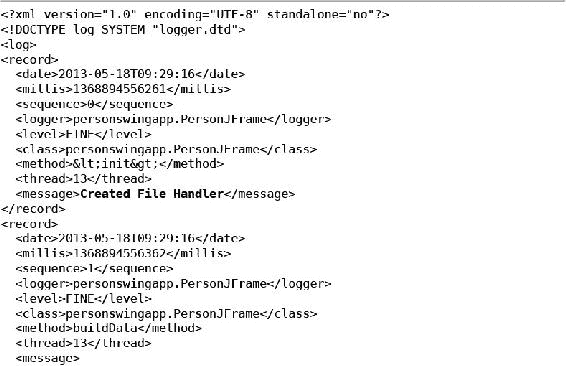 <?xml version="1.0" encoding="UTF-8" standalone="no"?>
<!DOCTYPE log SYSTEM "logger.dtd">
<log>
<record>
  <date>2013-05-18T09:29:16</date>
  <millis>1368894556261</millis>
  <sequence>0</sequence>
  <logger>personswingapp.PersonJFrame</logger>
  <level>FINE</level>
  <class>personswingapp.PersonJFrame</class>
  <method>&lt;init&gt;</method>
  <thread>13</thread>
  <message>Created File Handler</message>
</record>
<record>
  <date>2013-05-18T09:29:16</date>
  <millis>1368894556362</millis>
  <sequence>1</sequence>
  <logger>personswingapp.PersonJFrame</logger>
  <level>FINE</level>
  <class>personswingapp.PersonJFrame</class>
  <method>buildData</method>
  <thread>13</thread>
  <message>